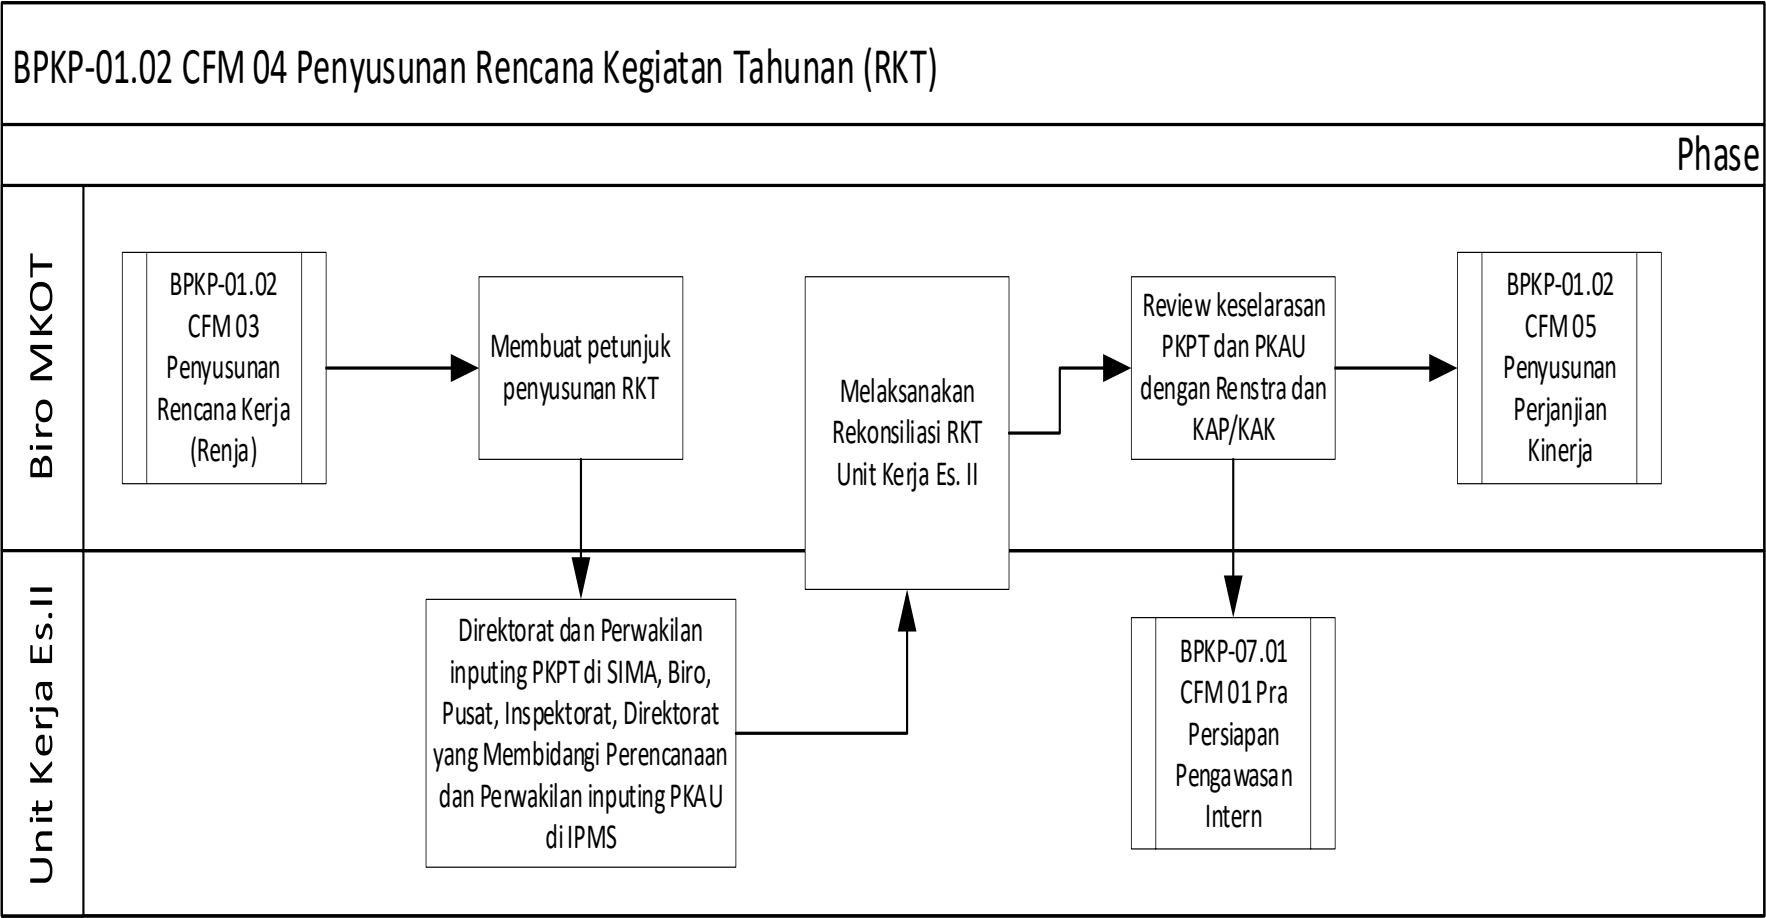 BPKP-01.02 CFM 04 Penyusunan Rencana Kegiatan Tahunan (RKT)
Phase
Biro MKOT
BPKP-01.02
CFM 03
Penyusunan
Rencana Kerja
(Renja)
Membuat petunjuk
penyusunan RKT
Melaksanakan
Rekonsiliasi RKT
Unit Kerja Es. II
Review keselarasan
PKPT dan PKAU
dengan Renstra dan
KAP/KAK
BPKP-01.02
CFM 05
Penyusunan
Perjanjian
Kinerja
Unit Kerja Es.II
Direktorat dan Perwakilan
inputing PKPT di SIMA, Biro,
Pusat, Inspektorat, Direktorat
yang Membidangi Perencanaan
dan Perwakilan inputing PKAU
di IPMS
BPKP-07.01
CFM 01 Pra
Persiapan
Pengawasan
Intern